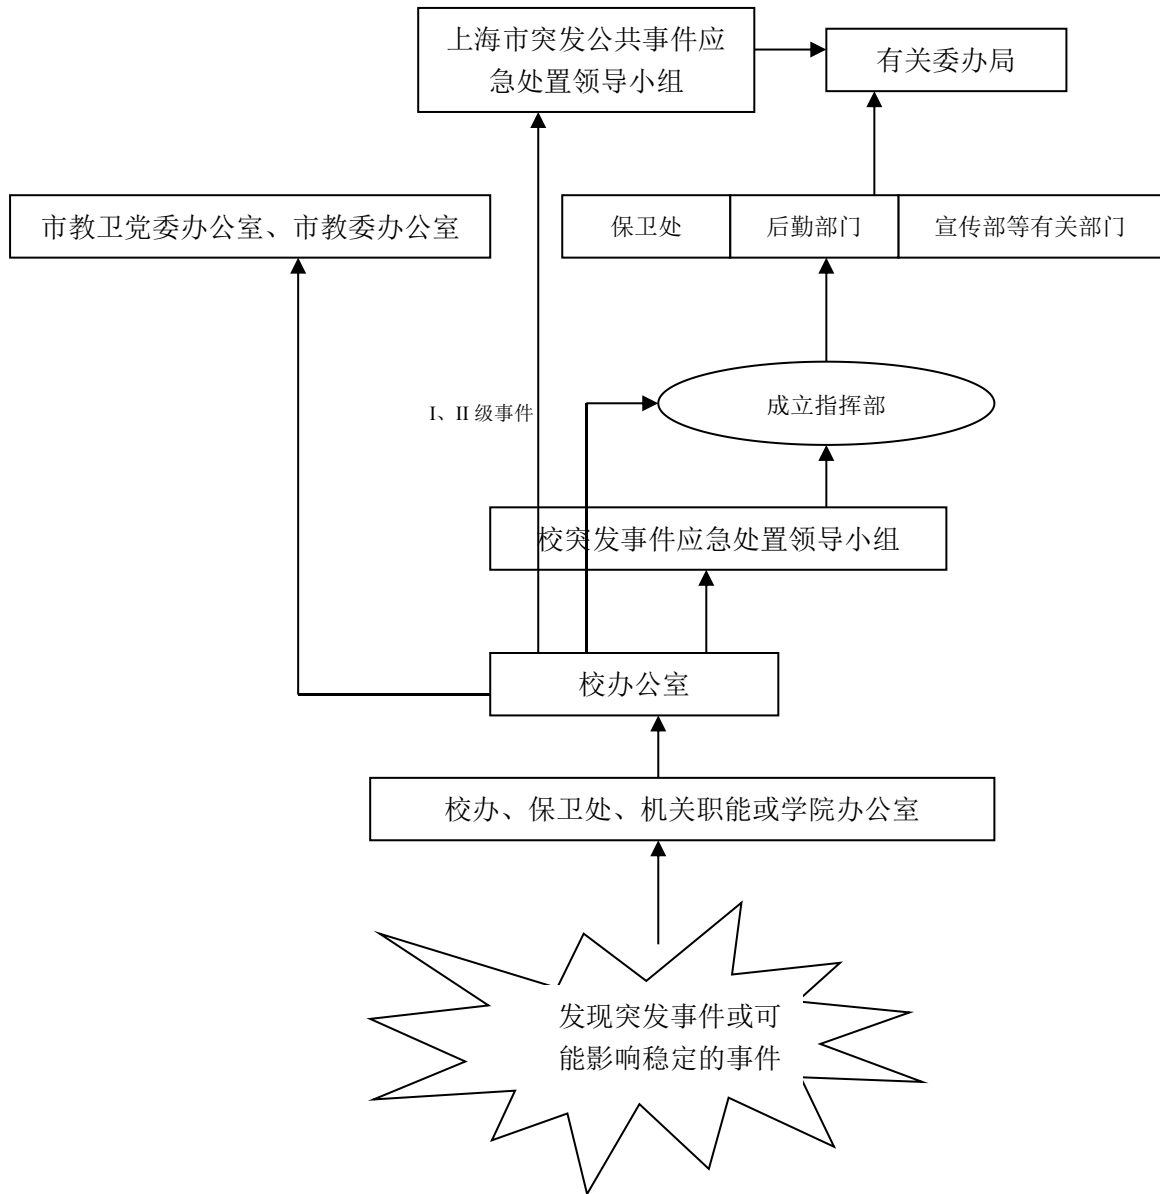 上海市突发公共事件应
急处置领导小组
有关委办局
市教卫党委办公室、市教委办公室
保卫处
后勤部门
宣传部等有关部门
I、II 级事件
成立指挥部
校突发事件应急处置领导小组
校办公室
校办、保卫处、机关职能或学院办公室
发现突发事件或可
能影响稳定的事件